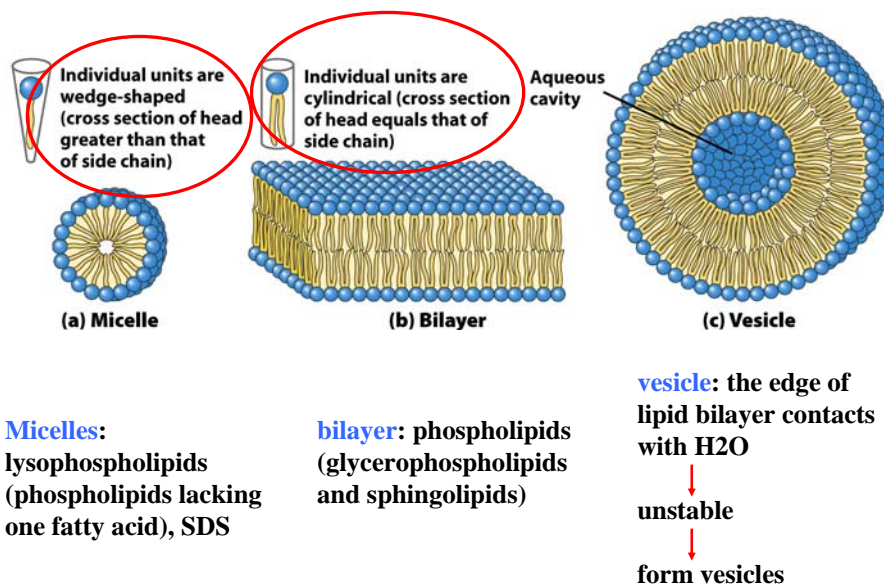 Individual units are
wedge-shaped
(cross section of head
greater than that
of side chain)
Individual units are
cylindrical (cross section
of head equals that of
side chain)
Aqueous
cavity
(a) Micelle
(b) Bilayer
(c) Vesicle
Micelles:
lysophospholipids
(phospholipids lacking
one fatty acid), SDS
bilayer: phospholipids
(glycerophospholipids
and sphingolipids)
vesicle: the edge of
lipid bilayer contacts
with H2O
unstable
form vesicles